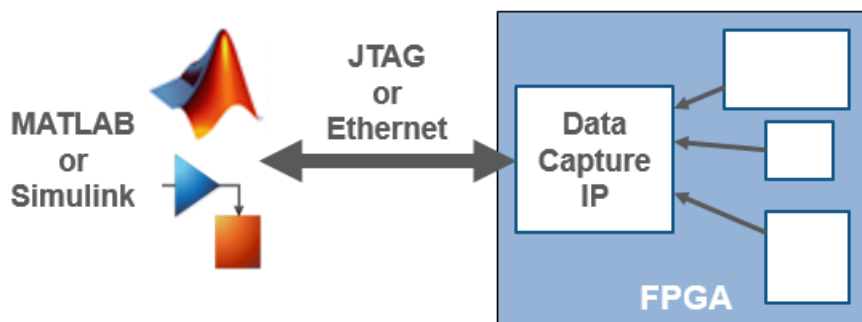 MATLAB
or
Simulink
JTAG
or
Ethernet
Data
Capture
IP
FPGA